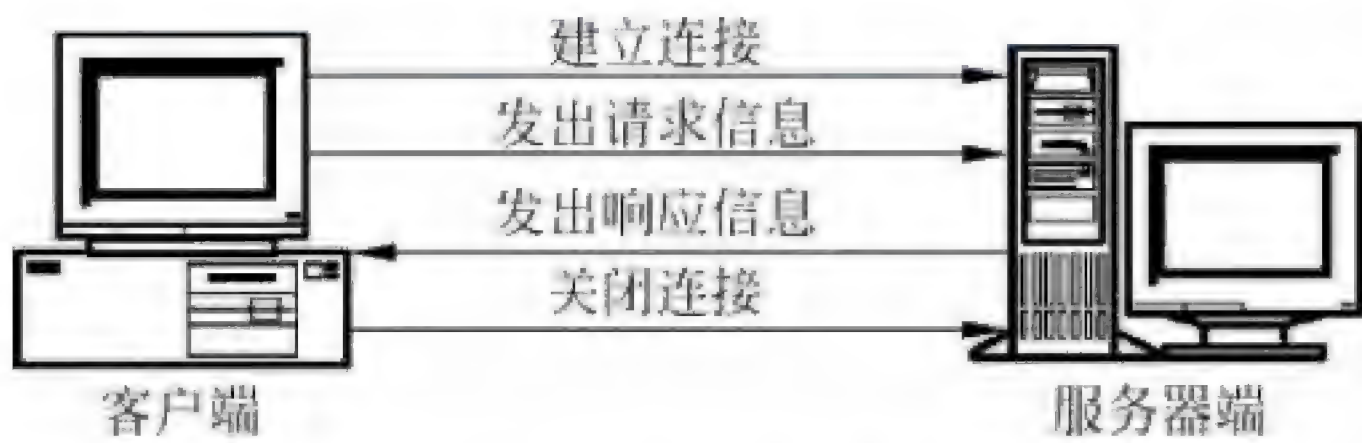 建立连接
发出请求信息
发出响应信息
关闭连接
客户端
服务器端